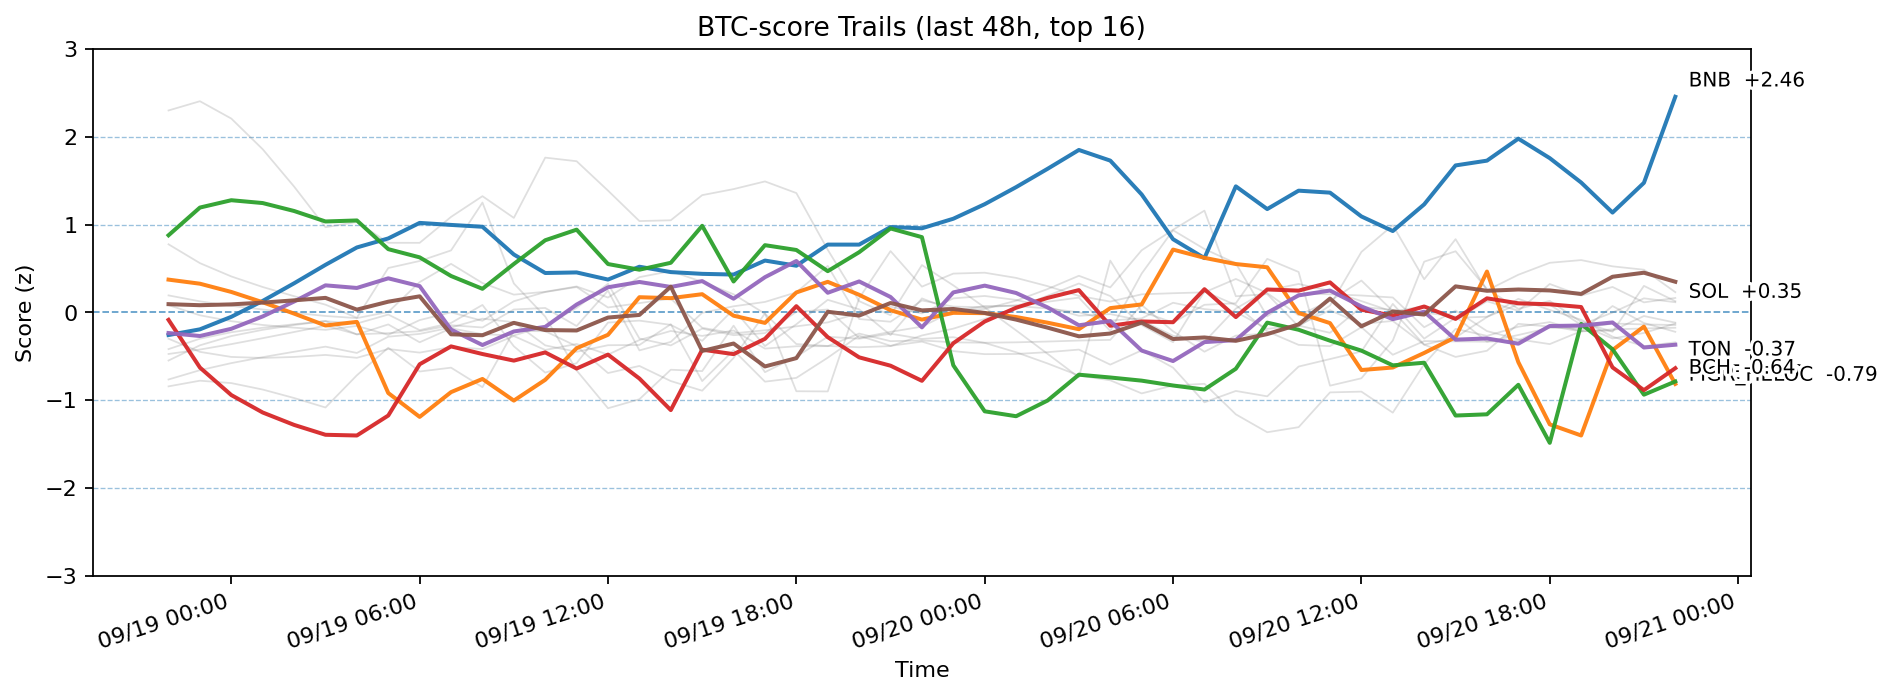 BTC-score Trails (last 48h, top 16)
Score (z)
3
2
1
0
−1
−2
−3
BNB +2.46
SOL +0.35
TON -0.37
BCH -0.64
-0.79
09/19 00:00
09/19 06:00
09/19 12:00
09/19 18:00
09/20 00:00
09/20 06:00
09/20 12:00
09/20 18:00
09/21 00:00
Time